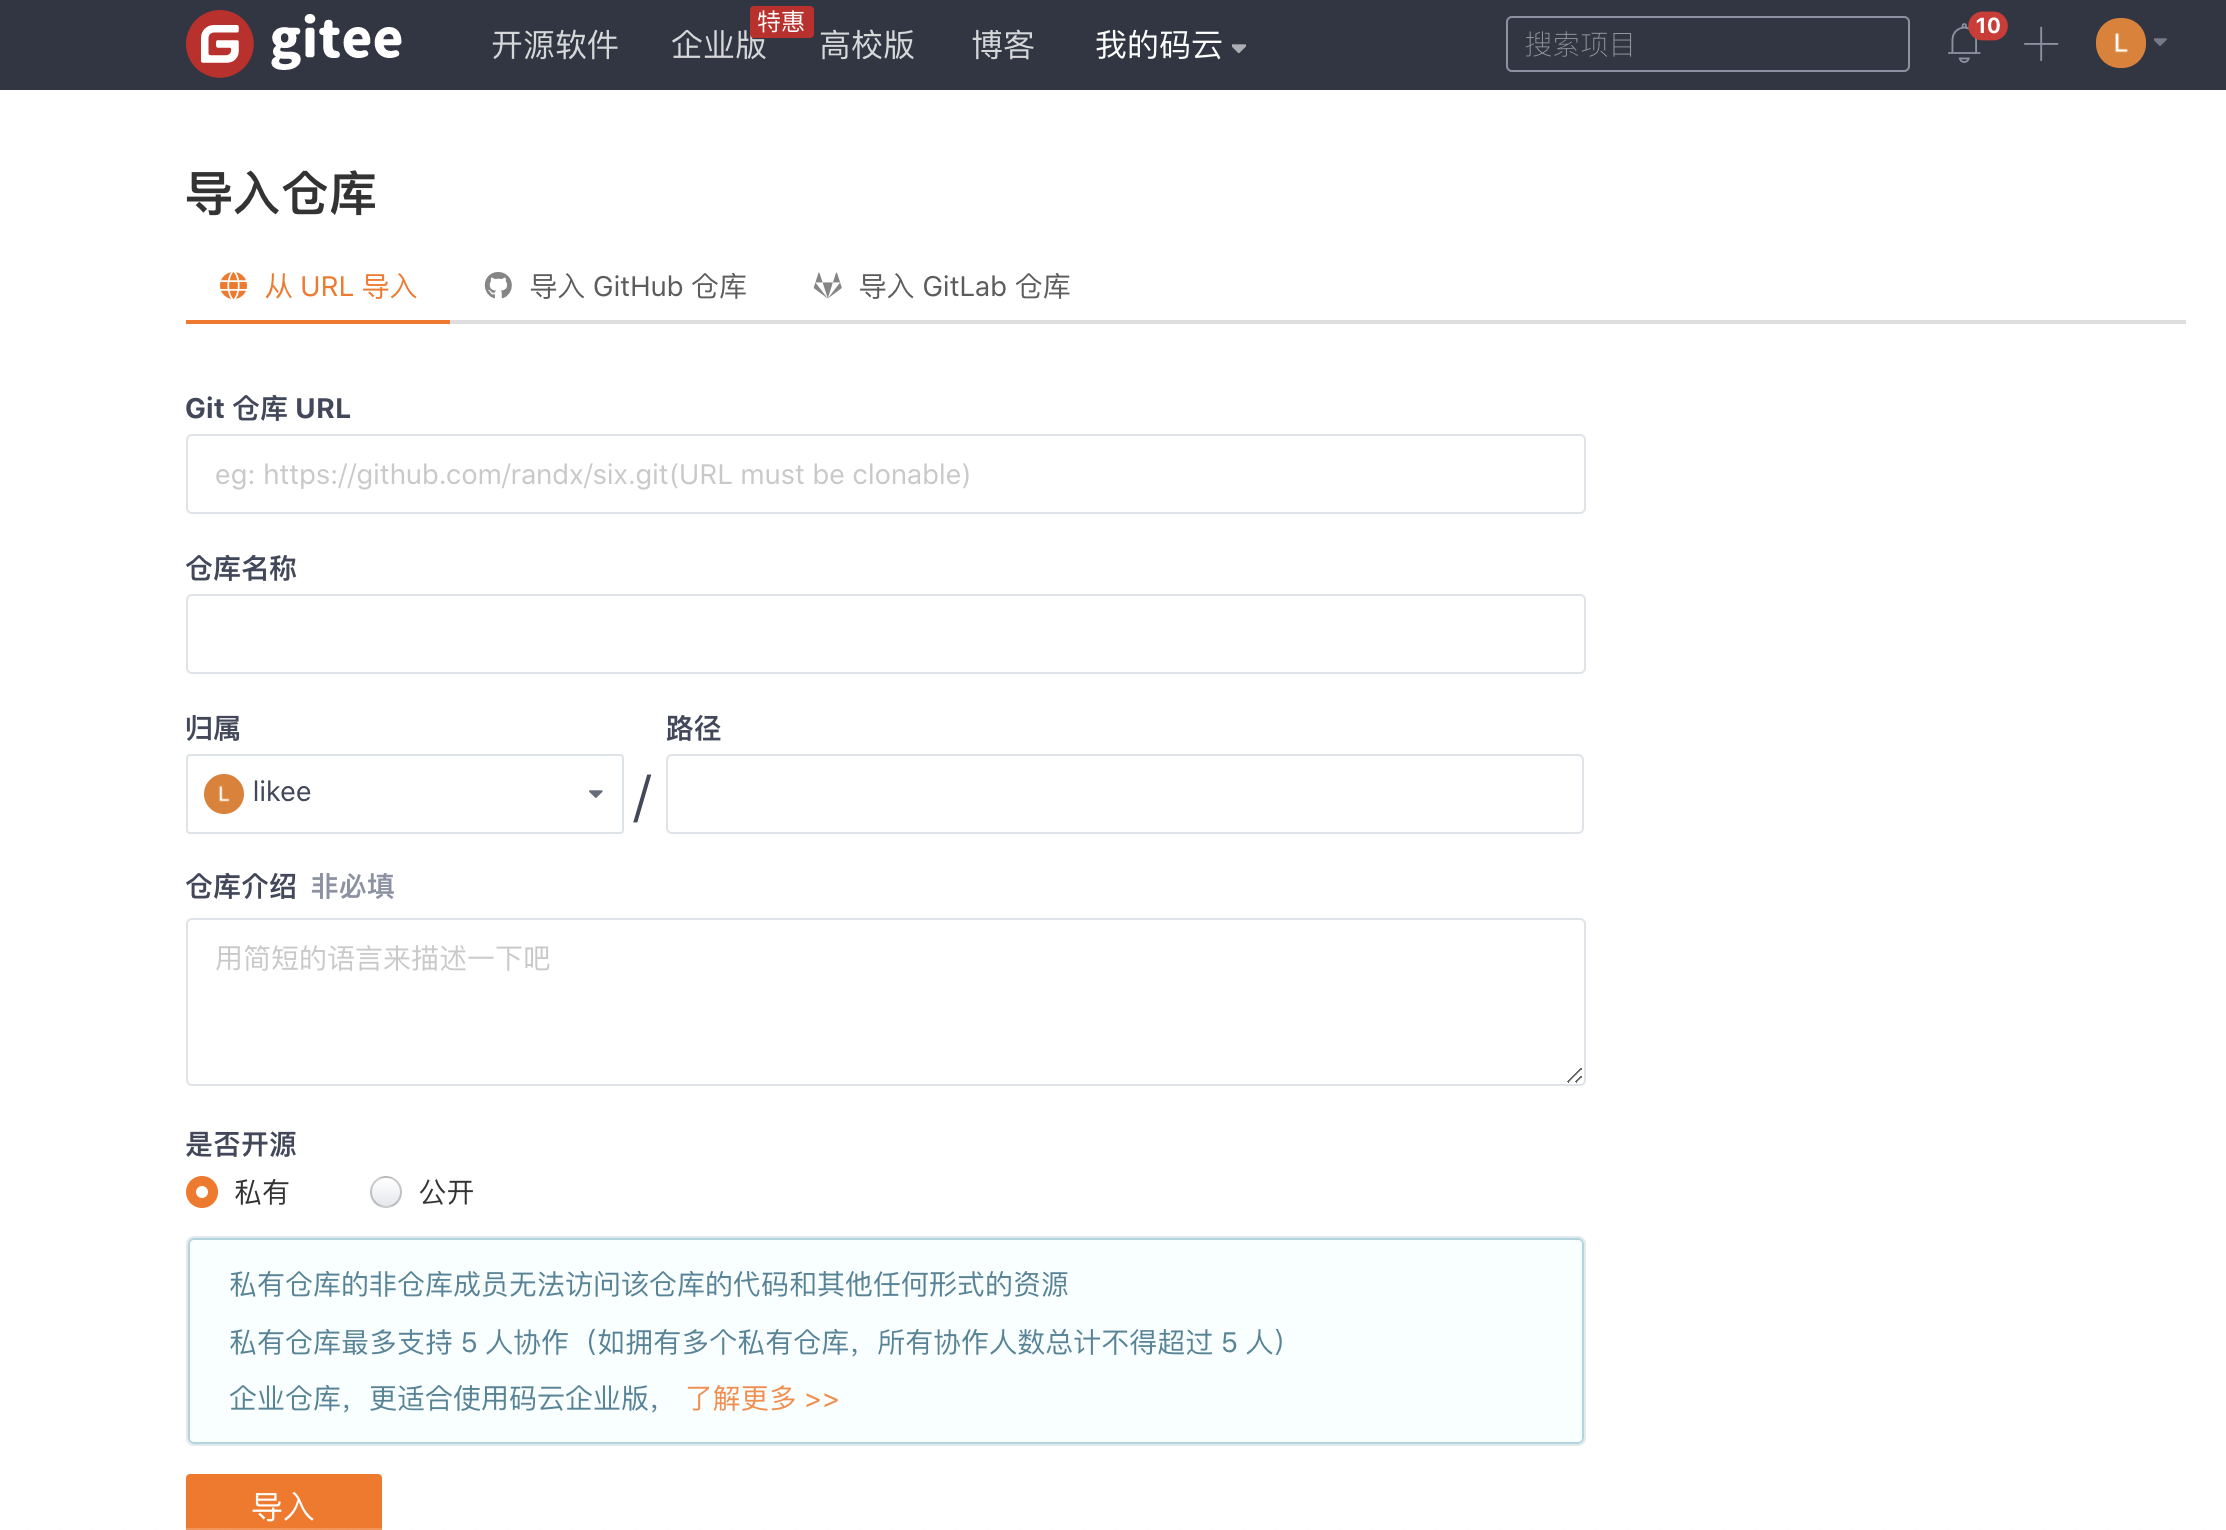 gitee 开源软件 企业版 特惠 高校版 博客 我的码云 搜索项目 10 L
导入仓库
从 URL 导入 导入 GitHub 仓库 导入 GitLab 仓库
Git 仓库 URL
eg: https://github.com/randx/six.git(URL must be clonable)
仓库名称
归属 路径
L likee /
仓库介绍 非必填
用简短的语言来描述一下吧
是否开源
私有 公开
私有仓库的非仓库成员无法访问该仓库的代码和其他任何形式的资源
私有仓库最多支持 5 人协作（如拥有多个私有仓库，所有协作人数总计不得超过 5 人）
企业仓库，更适合使用码云企业版， 了解更多 >>
导入